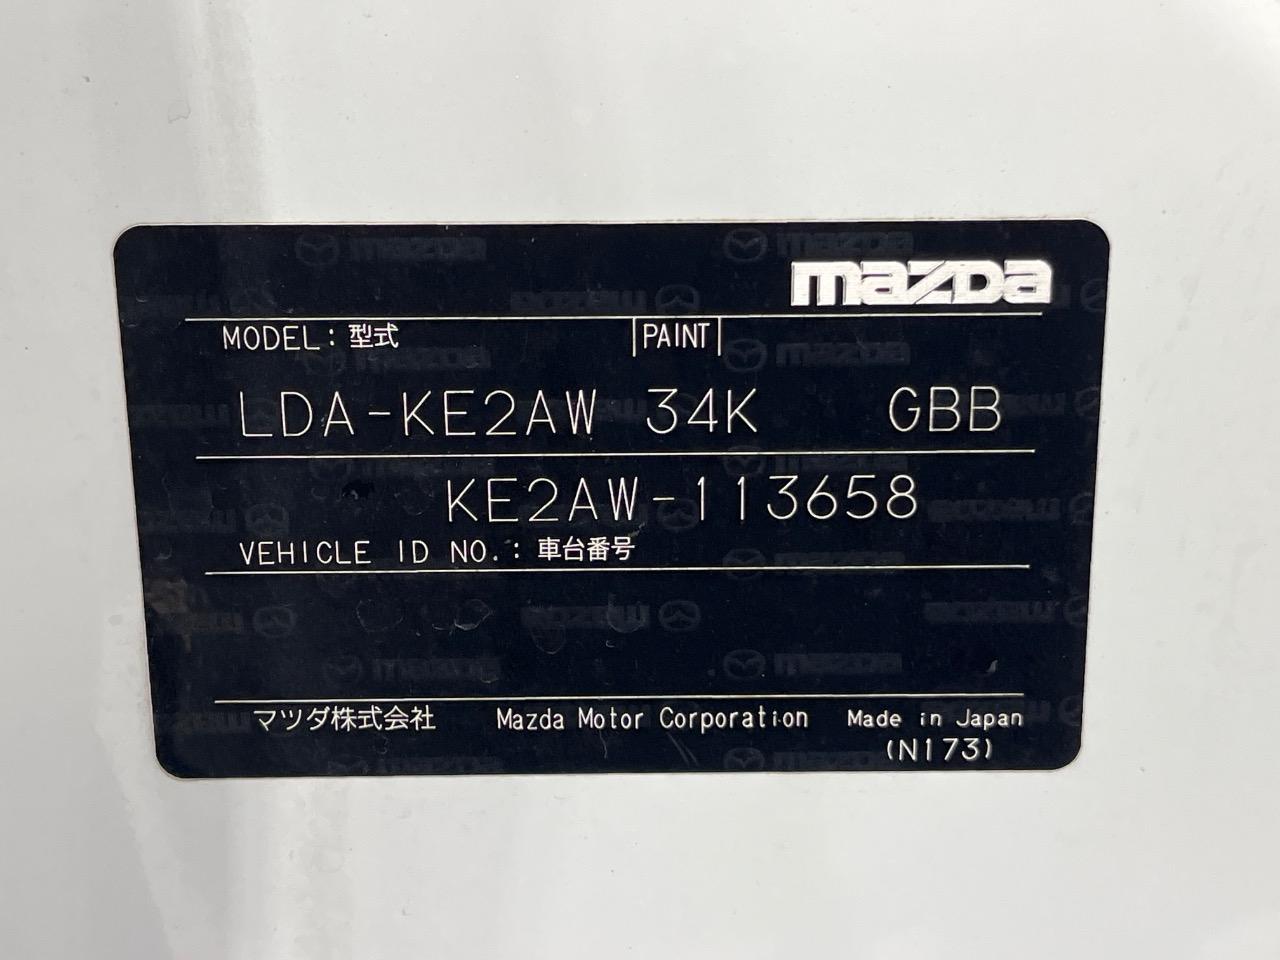 mazda
MODEL: 型式 PAINT
LDA-KE2AW 34K GBB
KE2AW-113658
VEHICLE ID NO.: 車台番号
マツダ株式会社 Mazda Motor Corporation Made in Japan
(N173)